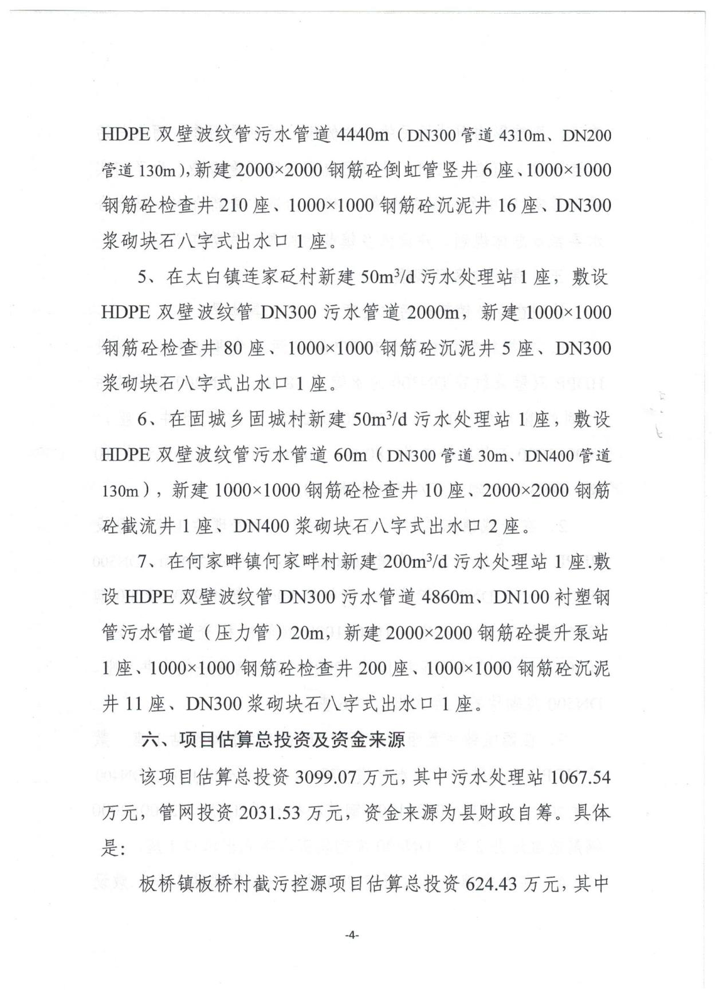 HDPE 双壁波纹管污水管道 4440m（DN300 管道 4310m、DN200
管道 130m）,新建 2000×2000 钢筋砼倒虹管竖井 6 座、1000×1000
钢筋砼检查井 210 座、1000×1000 钢筋砼沉泥井 16 座、DN300
浆砌块石八字式出水口 1 座。
5、在太白镇连家砭村新建 50m³/d 污水处理站 1 座，敷设
HDPE 双壁波纹管 DN300 污水管道 2000m，新建 1000×1000
钢筋砼检查井 80 座、1000×1000 钢筋砼沉泥井 5 座、DN300
浆砌块石八字式出水口 1 座。
6、在固城乡固城村新建 50m³/d 污水处理站 1 座，敷设
HDPE 双壁波纹管污水管道 60m（DN300 管道 30m、DN400 管道
130m），新建 1000×1000 钢筋砼检查井 10 座、2000×2000 钢筋
砼截流井 1 座、DN400 浆砌块石八字式出水口 2 座。
7、在何家畔镇何家畔村新建 200m³/d 污水处理站 1 座.敷
设 HDPE 双壁波纹管 DN300 污水管道 4860m、DN100 衬塑钢
管污水管道（压力管）20m，新建 2000×2000 钢筋砼提升泵站
1 座、1000×1000 钢筋砼检查井 200 座、1000×1000 钢筋砼沉泥
井 11 座、DN300 浆砌块石八字式出水口 1 座。
六、项目估算总投资及资金来源
该项目估算总投资 3099.07 万元，其中污水处理站 1067.54
万元，管网投资 2031.53 万元，资金来源为县财政自筹。具体
是：
板桥镇板桥村截污控源项目估算总投资 624.43 万元，其中
-4-